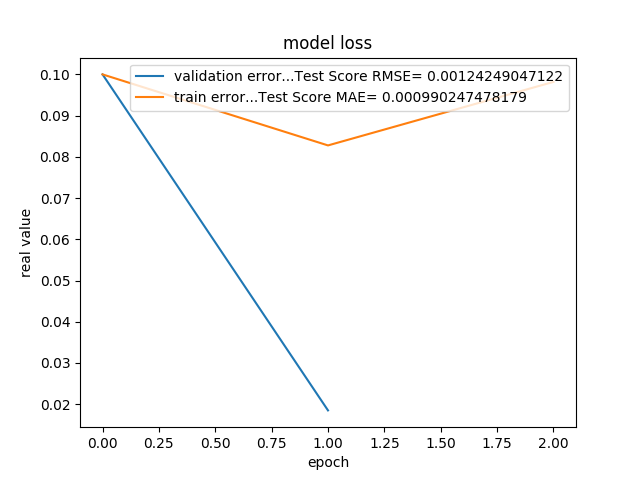 model loss
validation error...Test Score RMSE= 0.00124249047122
train error...Test Score MAE= 0.000990247478179
real value
0.10
0.09
0.08
0.07
0.06
0.05
0.04
0.03
0.02
0.00 0.25 0.50 0.75 1.00 1.25 1.50 1.75 2.00
epoch